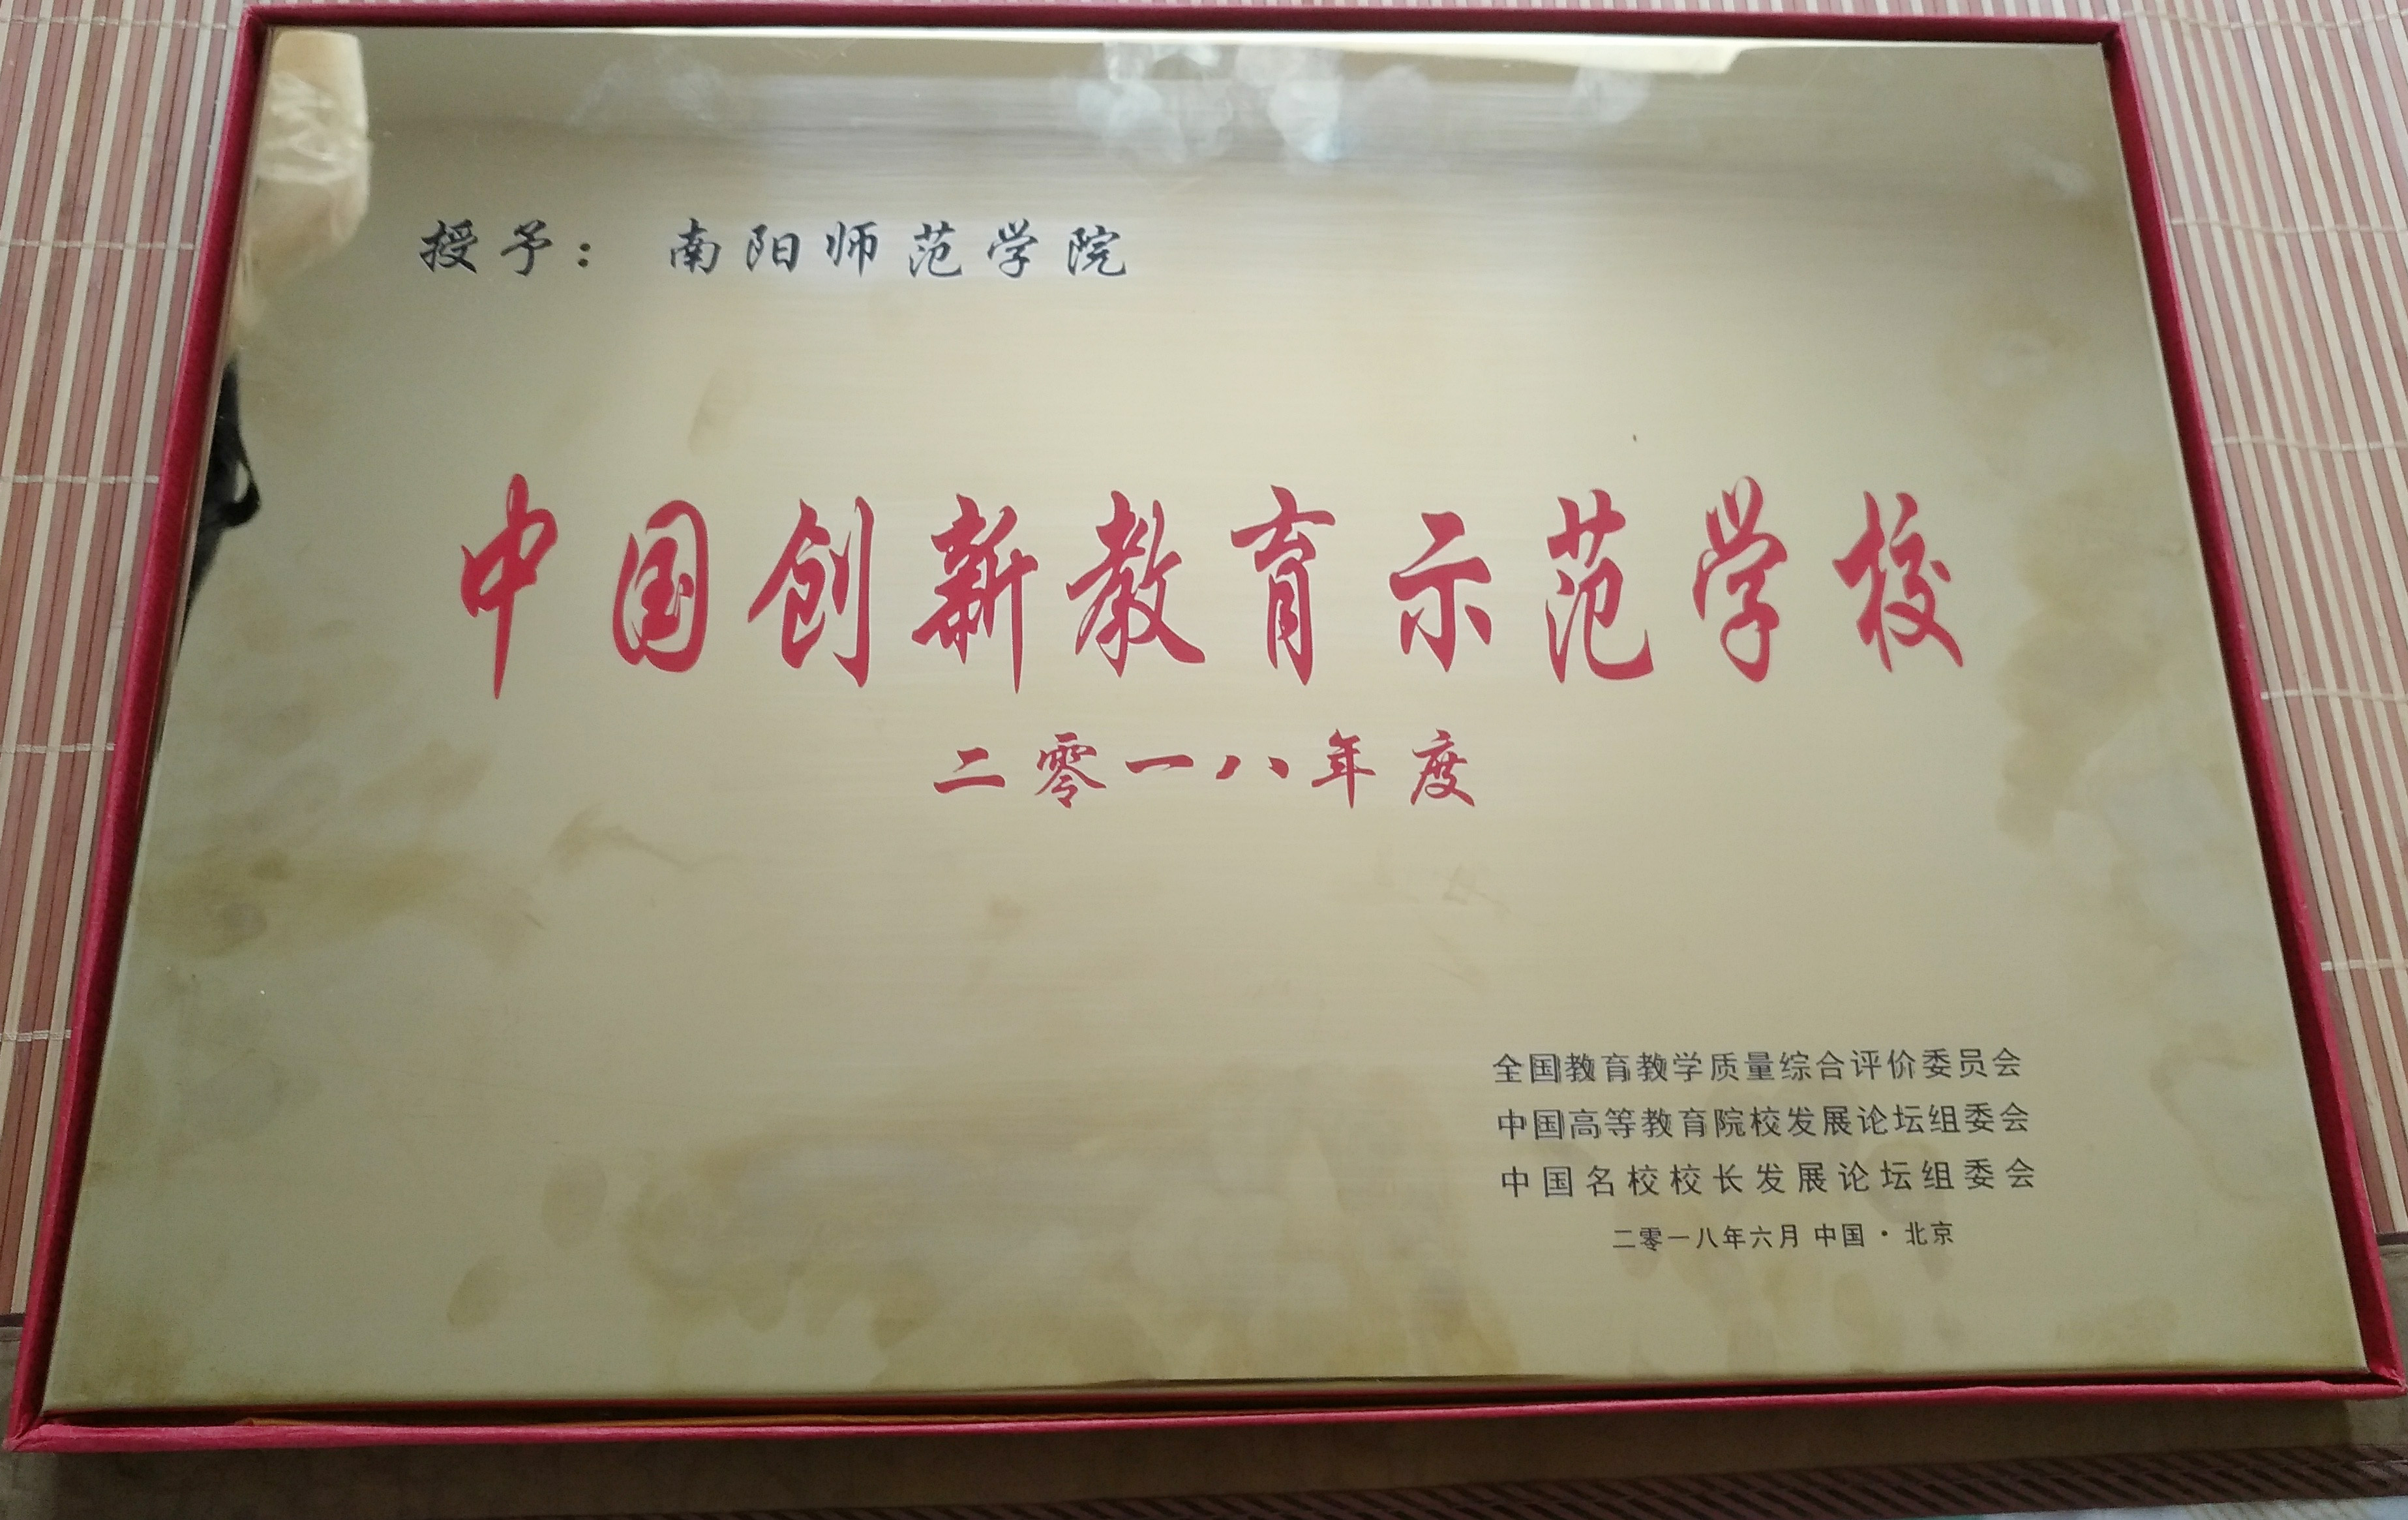 授予： 南阳师范学院
中国创新教育示范学校
二零一八年度
全国教育教学质量综合评价委员会
中国高等教育院校发展论坛组委会
中国名校校长发展论坛组委会
二零一八年六月 中国·北京